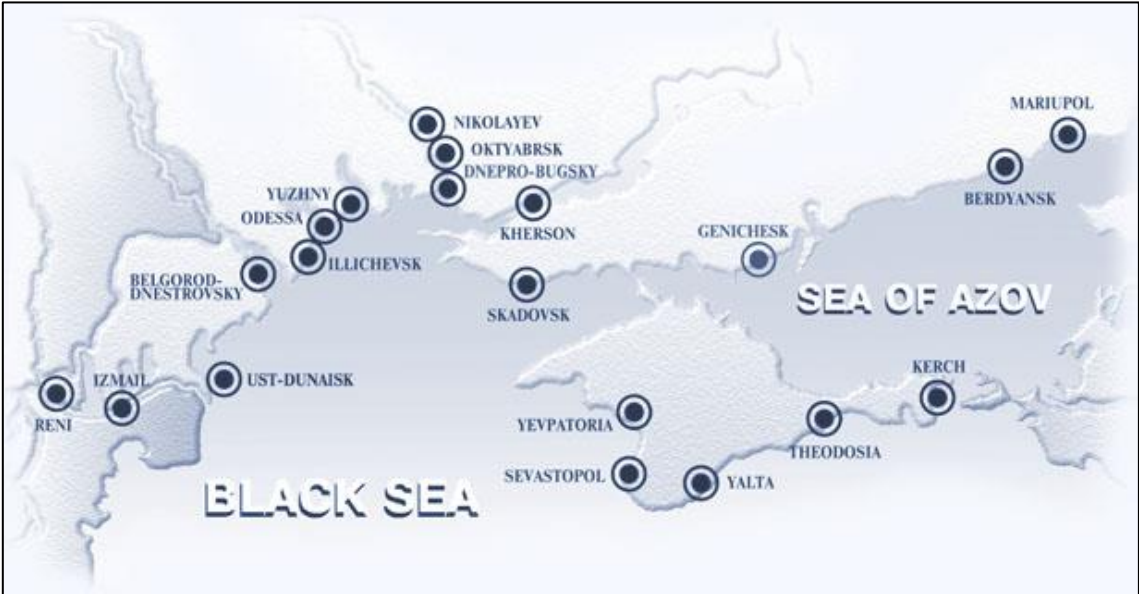 MARIUPOL
NIKOLAYEV
OKTYABRSK
DNEPRO-BUGSKY
BERDYANSK
YUZHNY
ODESSA
KHERSON
GENICHESK
ILLICHEVSK
BELGOROD-
DNESTROVSKY
SEA OF AZOV
SKADOVSK
KERCH
IZMAIL
UST-DUNAISK
RENI
YEVPATORIA
THEODOSIA
SEVASTOPOL
YALTA
BLACK SEA